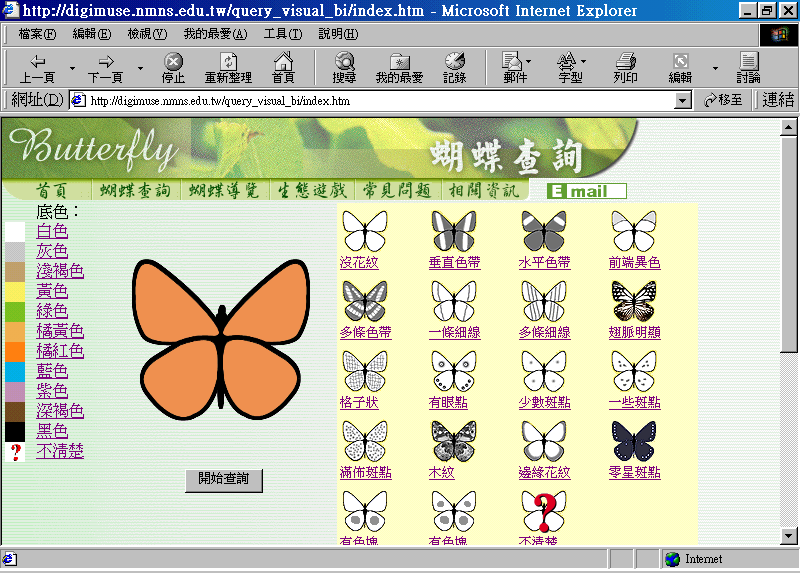 http://digimuse.nmns.edu.tw/query_visual_bi/index.htm - Microsoft Internet Explorer
檔案(F) 編輯(E) 檢視(V) 我的最愛(A) 工具(T) 說明(H)
上一頁 下一頁 停止 重新整理 首頁 搜尋 我的最愛 記錄 郵件 字型 列印 編輯 討論
網址(D) http://digimuse.nmns.edu.tw/query_visual_bi/index.htm 移至 連結
Butterfly 蝴蝶查詢
首頁 蝴蝶查詢 蝴蝶導覽 生態遊戲 常見問題 相關資訊 E mail
底色：
白色
灰色
淺褐色
黃色
綠色
橘黃色
橘紅色
藍色
紫色
深褐色
黑色
? 不清楚
開始查詢
沒花紋 垂直色帶 水平色帶 前端異色
多條色帶 一條細線 多條細線 翅脈明顯
格子狀 有眼點 少數斑點 一些斑點
滿佈斑點 木紋 邊緣花紋 零星斑點
?
有色塊 有色塊 不清楚
Internet